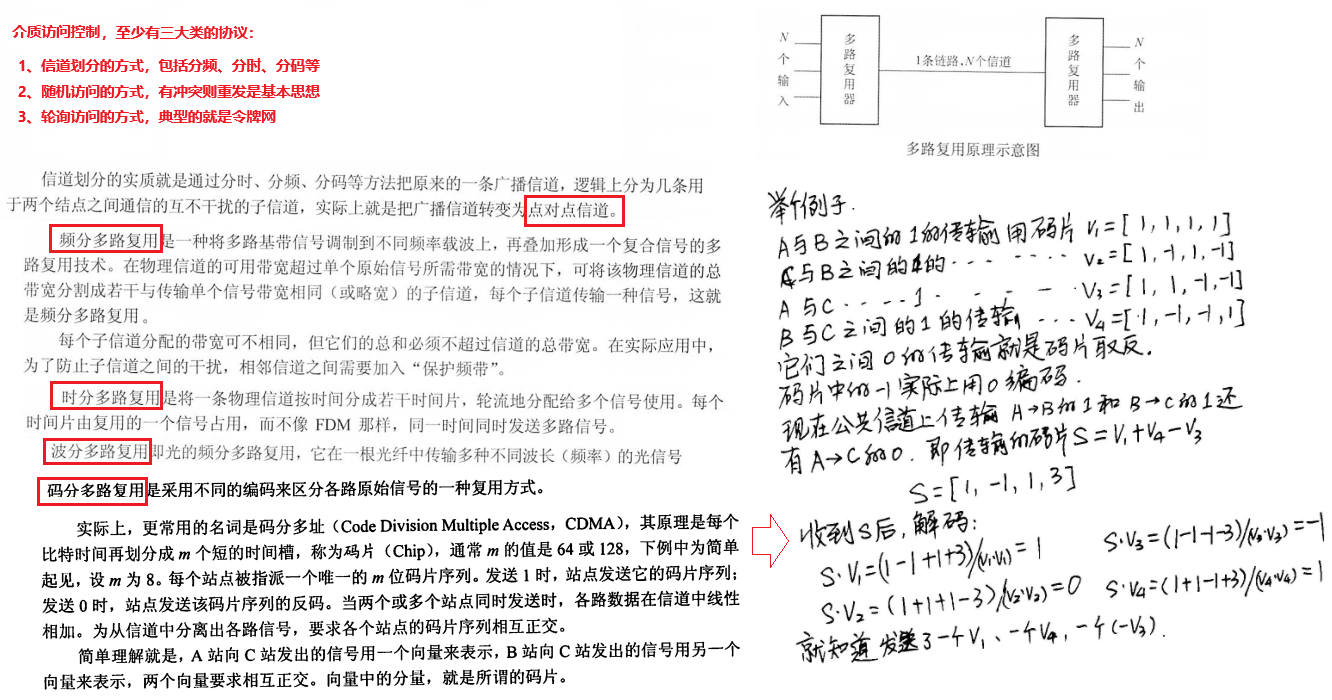 介质访问控制，至少有三大类的协议：
1、信道划分的方式，包括分频、分时、分码等
2、随机访问的方式，有冲突则重发是基本思想
3、轮询访问的方式，典型的就是令牌网
信道划分的实质就是通过分时、分频、分码等方法把原来的一条广播信道，逻辑上分为几条用
于两个结点之间通信的互不干扰的子信道，实际上就是把广播信道转变为点对点信道。
频分多路复用是一种将多路基带信号调制到不同频率载波上，再叠加形成一个复合信号的多
路复用技术。在物理信道的可用带宽超过单个原始信号所需带宽的情况下，可将该物理信道的总
带宽分割成若干与传输单个信号带宽相同（或略宽）的子信道，每个子信道传输一种信号，这就
是频分多路复用。
每个子信道分配的带宽可不相同，但它们的总和必须不超过信道的总带宽。在实际应用中，
为了防止子信道之间的干扰，相邻信道之间需要加入“保护频带”。
时分多路复用是将一条物理信道按时间分成若干时间片，轮流地分配给多个信号使用。每个
时间片由复用的一个信号占用，而不像 FDM 那样，同一时间同时发送多路信号。
波分多路复用即光的频分多路复用，它在一根光纤中传输多种不同波长（频率）的光信号
码分多路复用是采用不同的编码来区分各路原始信号的一种复用方式。
实际上，更常用的名词是码分多址（Code Division Multiple Access，CDMA），其原理是每个
比特时间再划分成 m 个短的时间槽，称为码片（Chip），通常 m 的值是 64 或 128，下例中为简单
起见，设 m 为 8。每个站点被指派一个唯一的 m 位码片序列。发送 1 时，站点发送它的码片序列；
发送 0 时，站点发送该码片序列的反码。当两个或多个站点同时发送时，各路数据在信道中线性
相加。为从信道中分离出各路信号，要求各个站点的码片序列相互正交。
简单理解就是，A 站向 C 站发出的信号用一个向量来表示，B 站向 C 站发出的信号用另一个
向量来表示，两个向量要求相互正交。向量中的分量，就是所谓的码片。
N个输入
多路复用器
1条链路，N个信道
多路复用器
N个输出
多路复用原理示意图
举个例子．
A与B之间的1的传输用码片 V₁=[1, 1, 1, 1]
C与B之间的1的········ V₂=[1, -1, 1, -1]
A与C····1···· V₃=[1, 1, -1, -1]
B与C之间的1的传输 ··· V₄=[1, -1, -1, 1]
它们之间0的传输就是码片取反．
码片中的-1实际上用0编码．
现在公共信道上传输 A→B的1和 B→C的1还
有A→C的0．即传输的码片S=V₁+V₄-V₃
S=[1, -1, 1, 3]
收到S后，解码：
S·V₁=(1-1+1+3)/(V₁·V₁)=1
S·V₃=(1-1-1-3)/(V₃·V₃)=-1
S·V₂=(1+1+1-3)/(V₂·V₂)=0
S·V₄=(1+1-1+3)/(V₄·V₄)=1
就知道发送了一个V₁、一个V₄，一个(-V₃)．